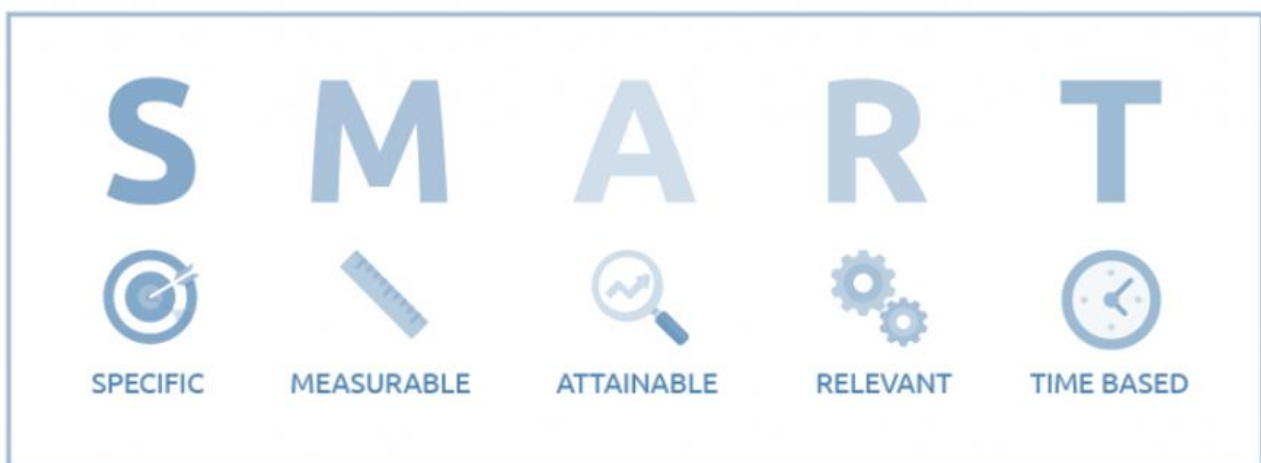 S M A R T
SPECIFIC MEASURABLE ATTAINABLE RELEVANT TIME BASED